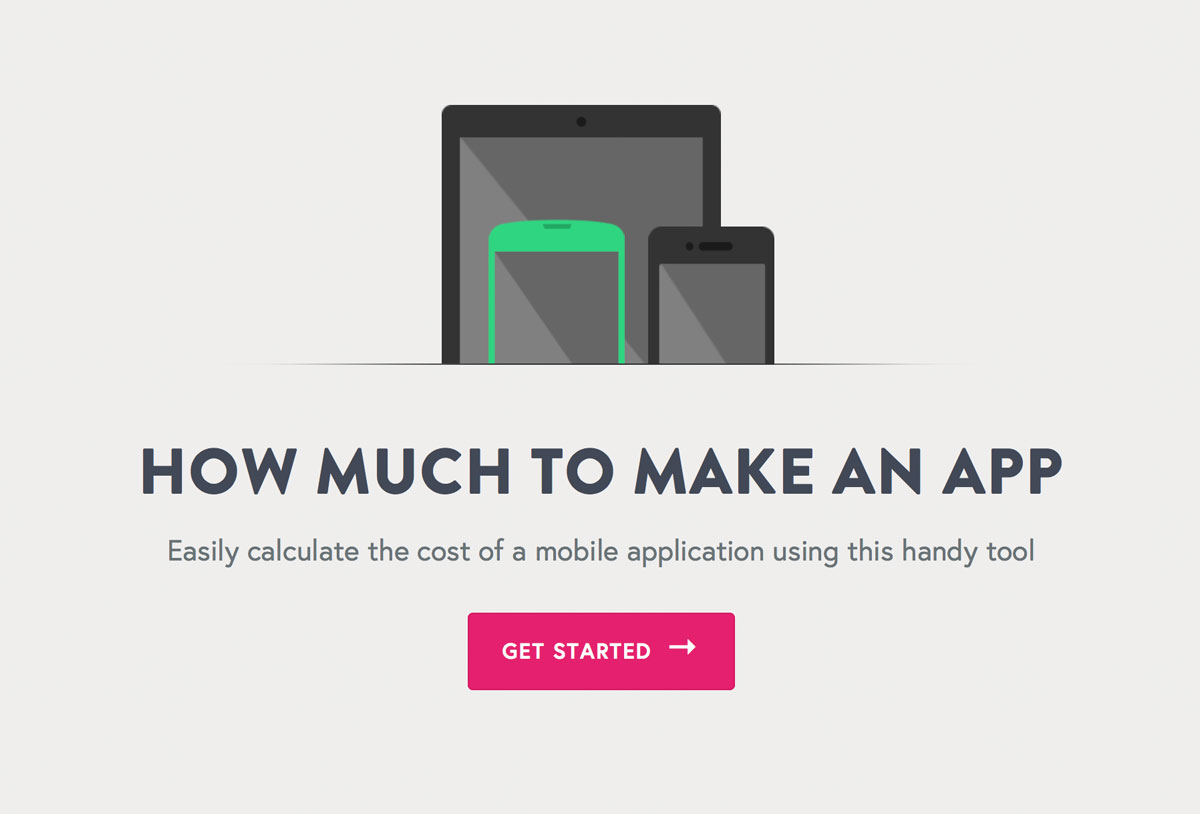 HOW MUCH TO MAKE AN APP
Easily calculate the cost of a mobile application using this handy tool
GET STARTED →